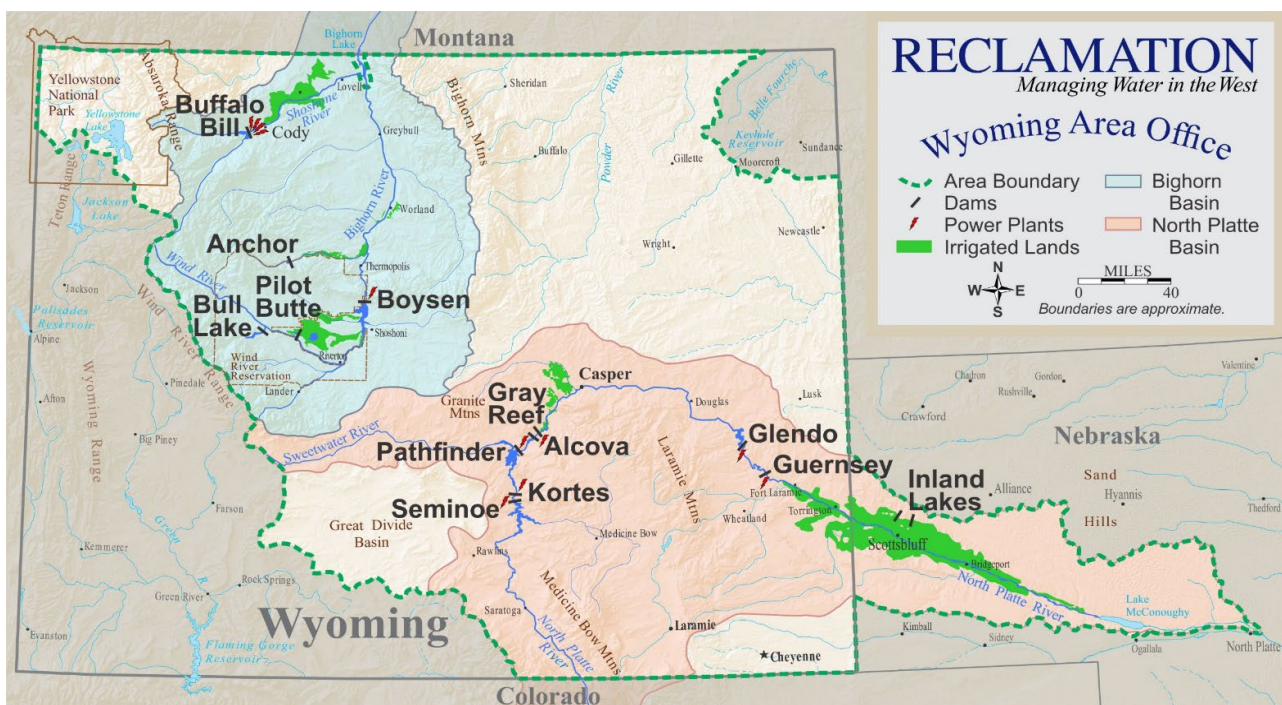 Montana
Bighorn
Lake
Yellowstone
National
Park
Absaroka Range
Yellowstone
Lake
Teton Range
Jackson
Lake
Buffalo
Bill
Cody
Shoshone
River
Lovell
Greybull
Bighorn Mtns
Sheridan
Buffalo
Powder
River
Gillette
Belle Fourche
R
Keyhole
Reservoir
Moorcroft
Sundance
Bighorn River
Worland
Anchor
Thermopolis
Wind River
Pilot
Butte
Bull
Lake
Boysen
Shoshoni
Riverton
Wind
River
Reservation
Lander
Wright
Newcastle
Jackson
Palisades
Reservoir
Alpine
Wind River Range
Wyoming Range
Pinedale
Afton
Big Piney
Farson
Green
R
Kemmerer
Rock Springs
Green River
Evanston
Flaming Gorge
Reservoir
Wyoming
Granite
Mtns
Sweetwater River
Gray
Reef
Casper
Pathfinder
Alcova
Seminoe
Kortes
Great Divide
Basin
Rawlins
Medicine Bow
Saratoga
North Platte
River
Medicine Bow Mtns
Laramie Mtns
Laramie
Cheyenne
Colorado
Douglas
Lusk
Glendo
Guernsey
Fort Laramie
Wheatland
Torrington
Inland
Lakes
Scottsbluff
Bridgeport
North Platte River
Alliance
Nebraska
Sand
Hills
Hyannis
Thedford
Chadron
Rushville
Gordon
Valentine
Crawford
Lake
McConoughy
Kimball
Sidney
Ogallala
North Platte
RECLAMATION
Managing Water in the West
Wyoming Area Office
Area Boundary
Dams
Power Plants
Irrigated Lands
Bighorn
Basin
North Platte
Basin
N
W E
S
MILES
0 40
Boundaries are approximate.